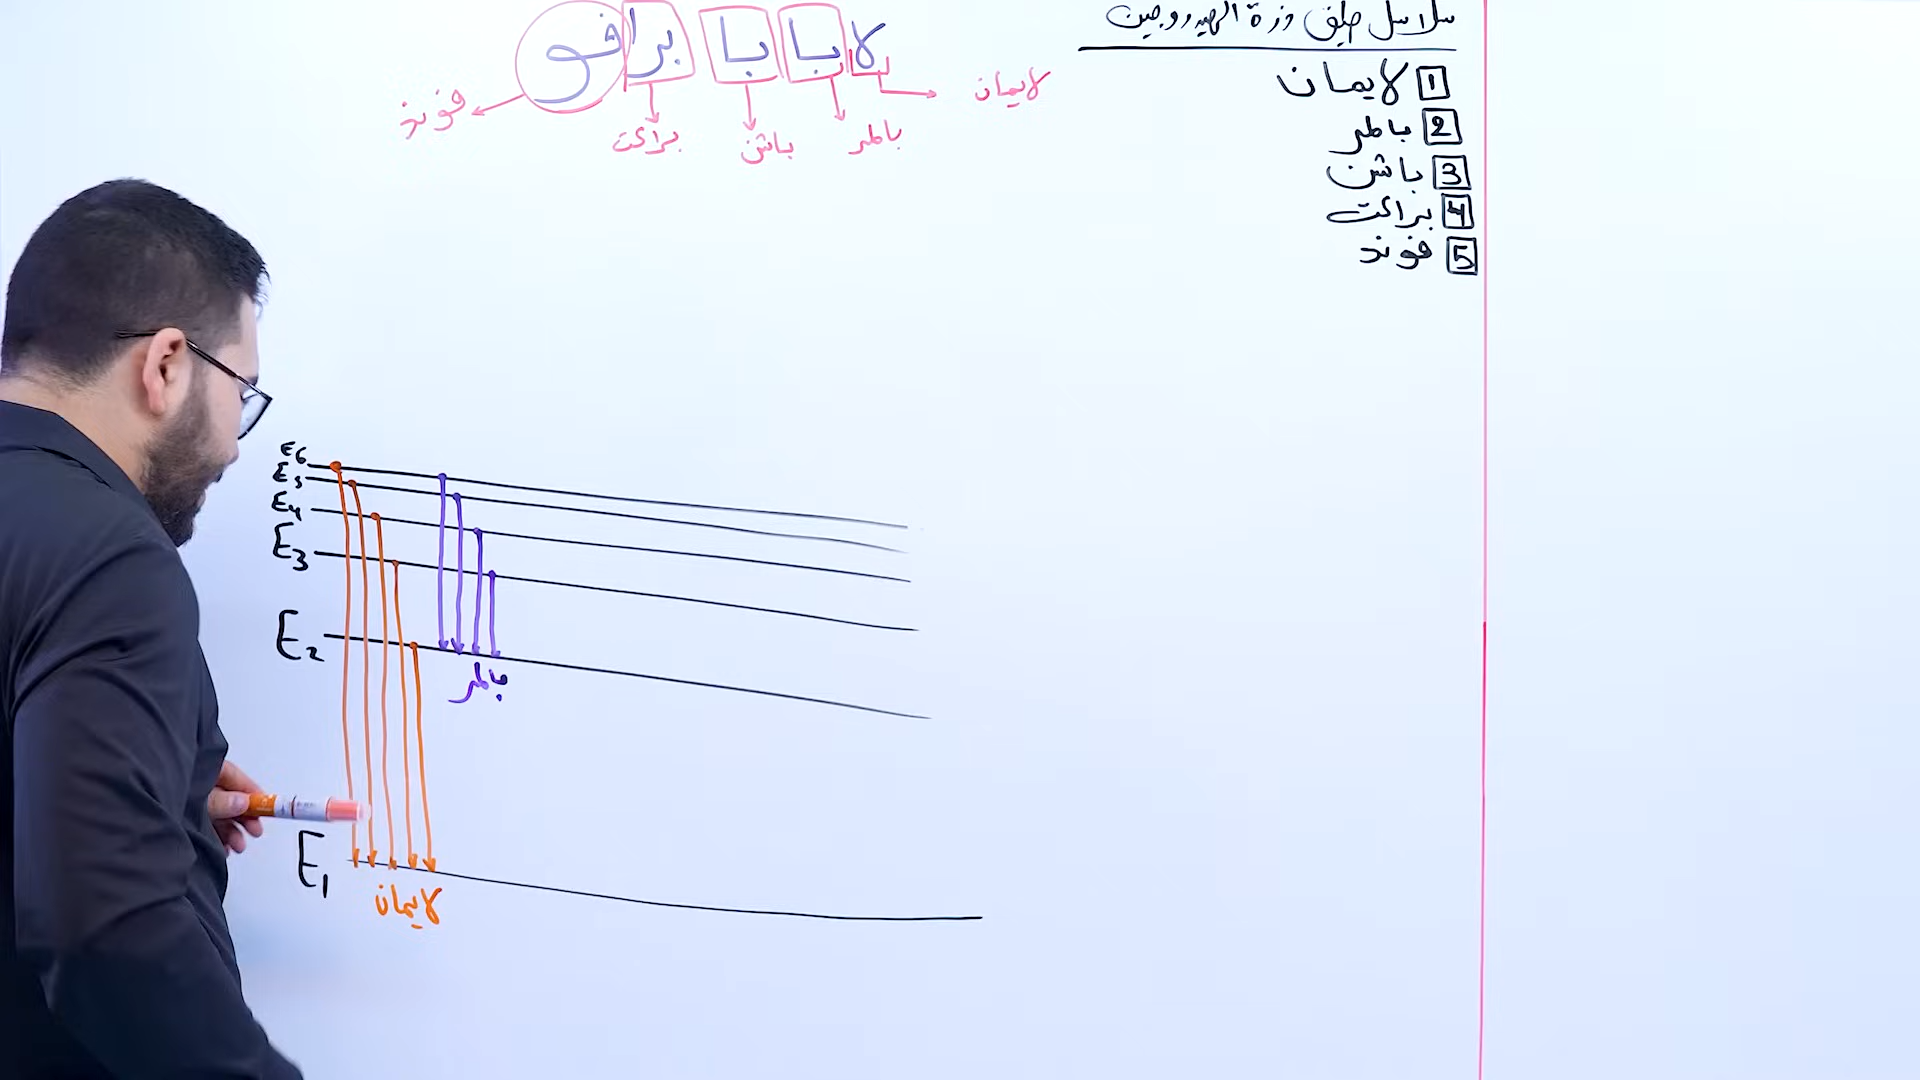 سلاسل طيف ذرة الهيدروجين
1 لايمان
2 بالمر
3 باشن
4 براكت
5 فوند
لا با با برا فو
لايمان
بالمر
باشن
براكت
فوند
E6
E5
E4
E3
E2
بالمر
E1
لايمان